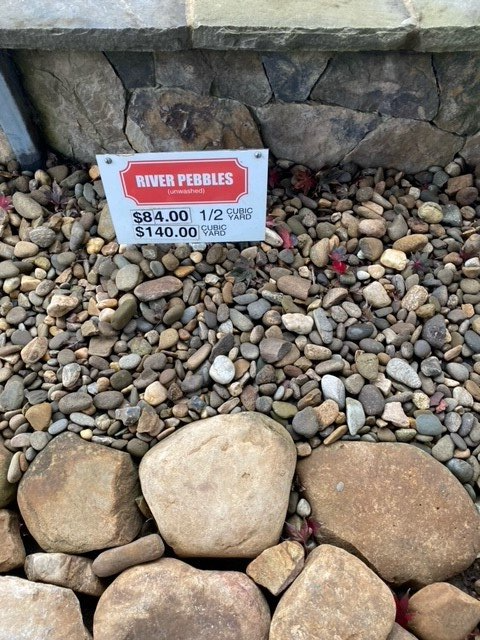 RIVER PEBBLES
(unwashed)
$84.00 1/2 CUBIC YARD
$140.00 CUBIC YARD